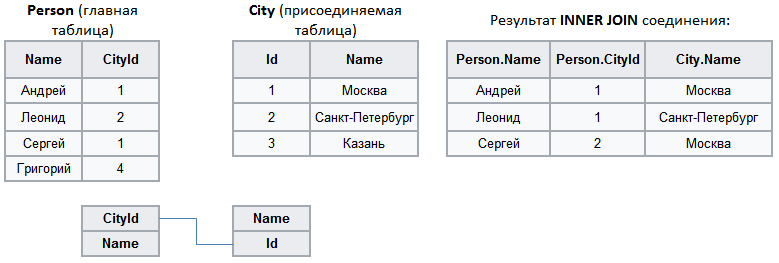 Person (главная таблица)
Name CityId
Андрей 1
Леонид 2
Сергей 1
Григорий 4
City (присоединяемая таблица)
Id Name
1 Москва
2 Санкт-Петербург
3 Казань
Результат INNER JOIN соединения:
Person.Name Person.CityId City.Name
Андрей 1 Москва
Леонид 1 Санкт-Петербург
Сергей 2 Москва
CityId
Name
Name
Id